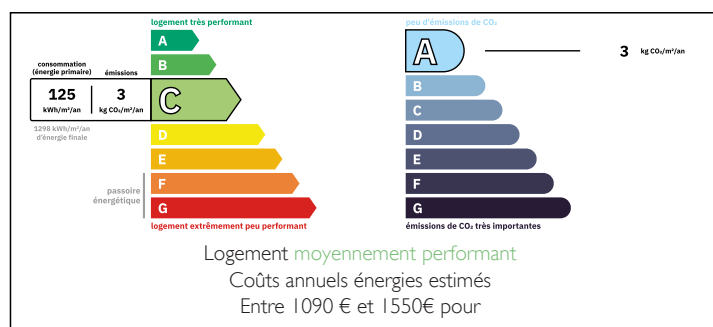 logement très performant
A
B
consommation
(énergie primaire)
émissions
125
kWh/m²/an
3
kg CO₂/m²/an
C
1298 kWh/m²/an
d'énergie finale
D
E
passoire
énergétique
F
G
logement extrêmement peu performant
peu d'émissions de CO₂
A
3 kg CO₂/m²/an
B
C
D
E
F
G
émissions de CO₂ très importantes
Logement moyennement performant
Coûts annuels énergies estimés
Entre 1090 € et 1550€ pour